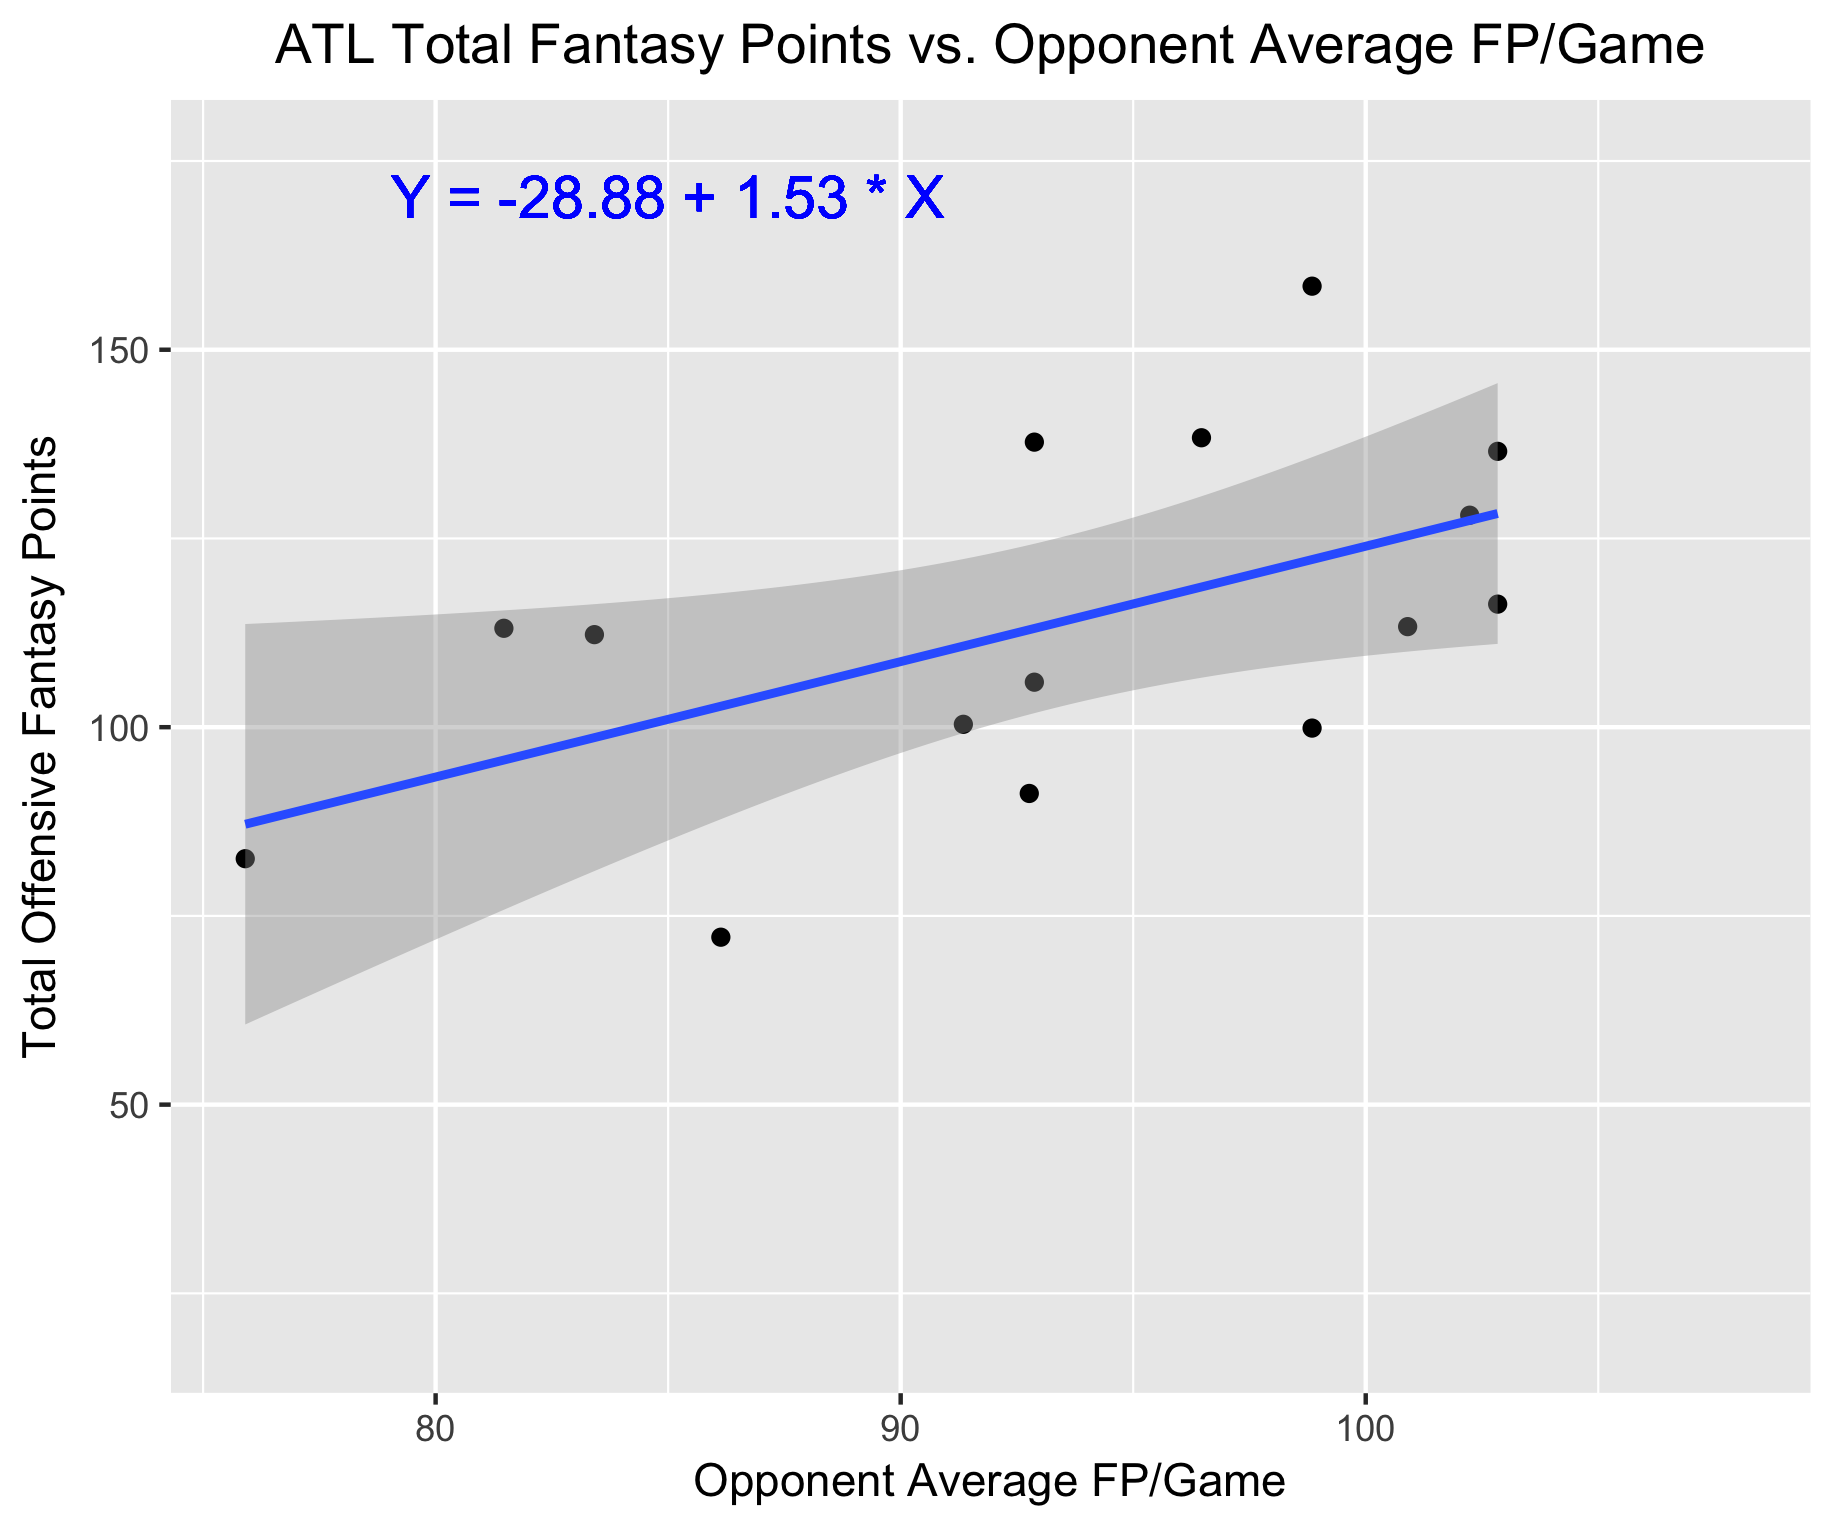 ATL Total Fantasy Points vs. Opponent Average FP/Game
Y = -28.88 + 1.53 * X
Total Offensive Fantasy Points
150
100
50
80
90
100
Opponent Average FP/Game